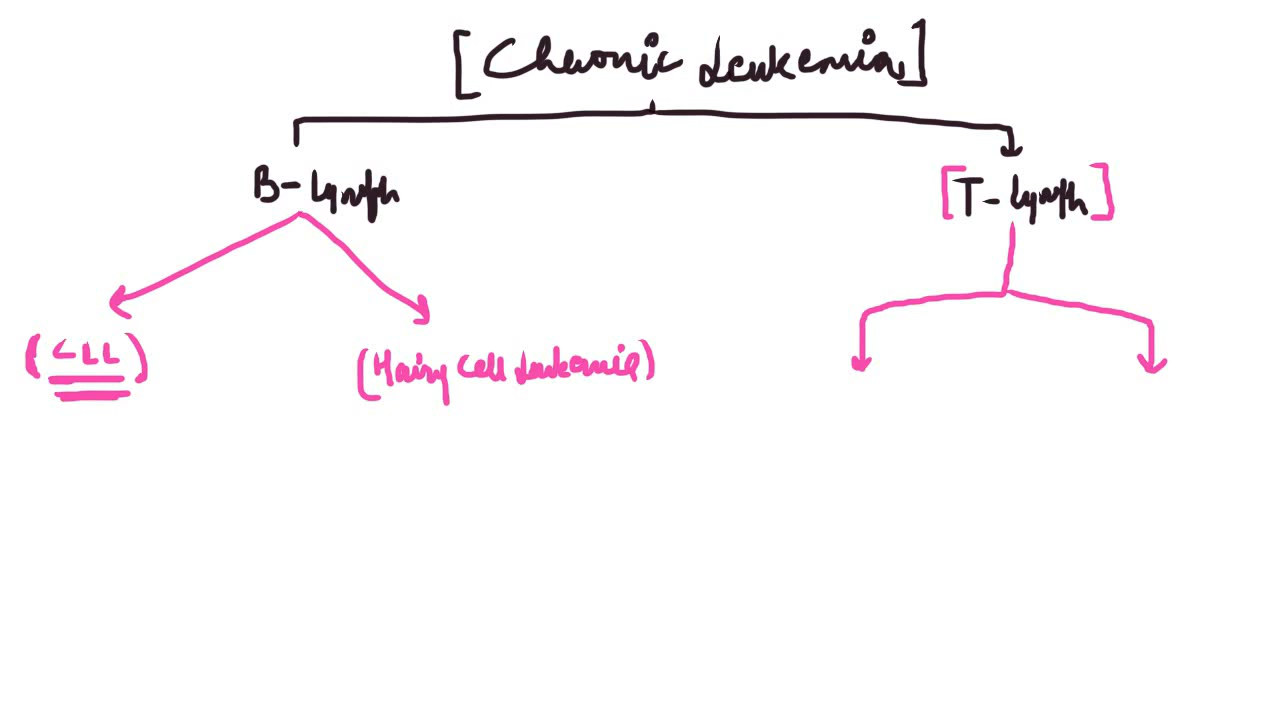 [Chronic Leukemia]
B-lymph
[T-lymph]
(CLL)
(Hairy cell Leukemia)